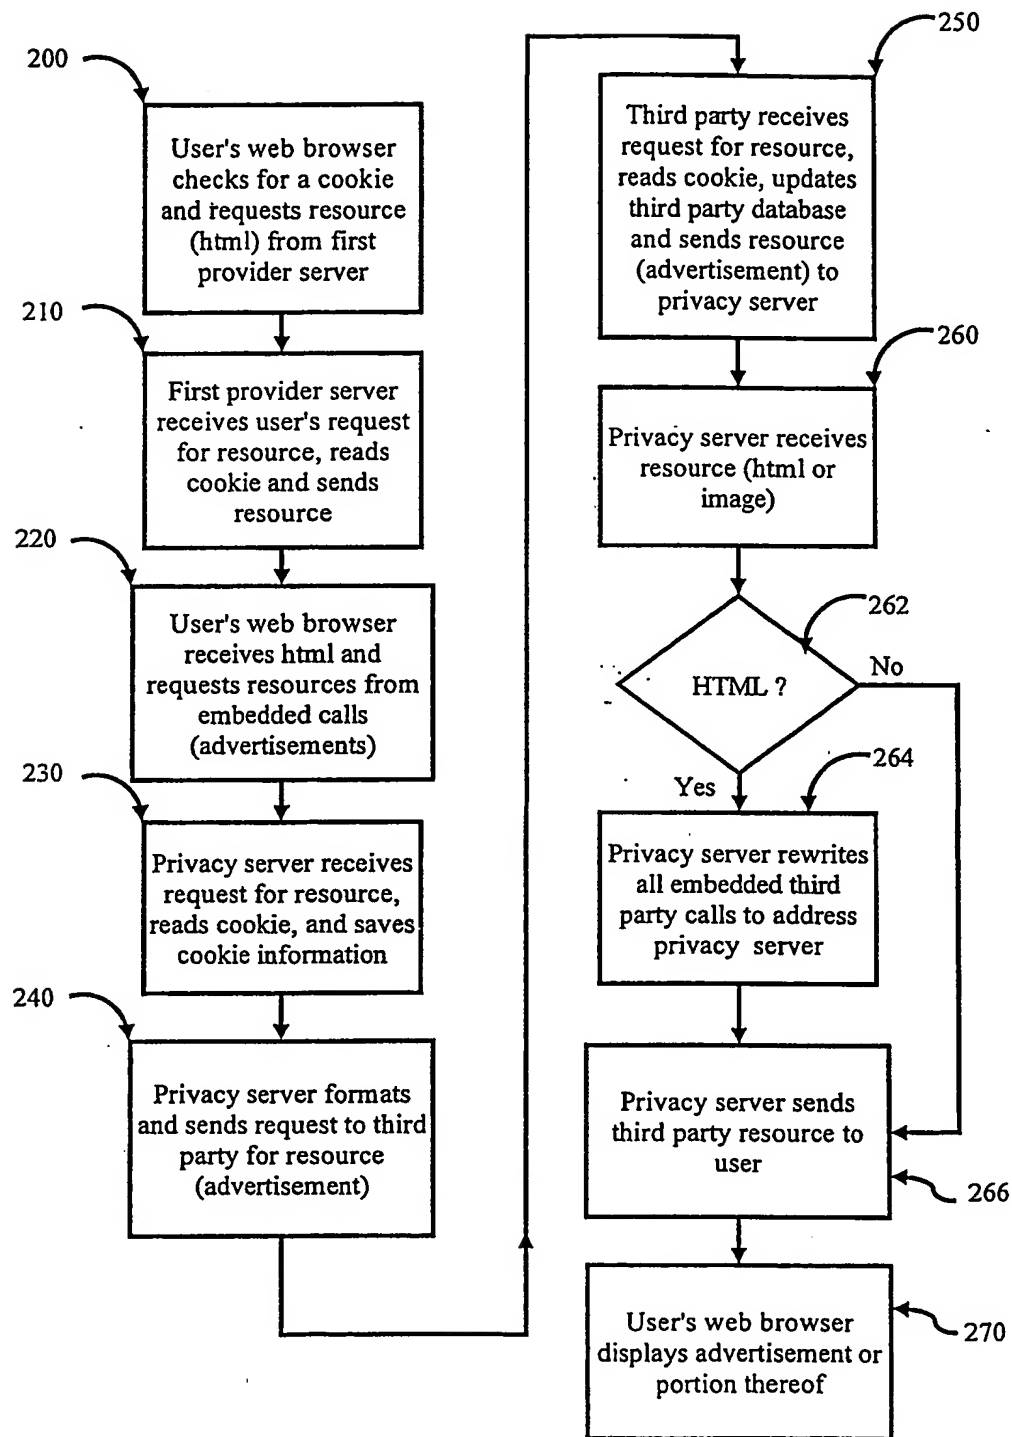 200
User's web browser
checks for a cookie
and requests resource
(html) from first
provider server
210
First provider server
receives user's request
for resource, reads
cookie and sends
resource
220
User's web browser
receives html and
requests resources from
embedded calls
(advertisements)
230
Privacy server receives
request for resource,
reads cookie, and saves
cookie information
240
Privacy server formats
and sends request to third
party for resource
(advertisement)
250
Third party receives
request for resource,
reads cookie, updates
third party database
and sends resource
(advertisement) to
privacy server
260
Privacy server receives
resource (html or
image)
262
HTML ?
No
Yes
264
Privacy server rewrites
all embedded third
party calls to address
privacy server
Privacy server sends
third party resource to
user
266
User's web browser
displays advertisement or
portion thereof
270